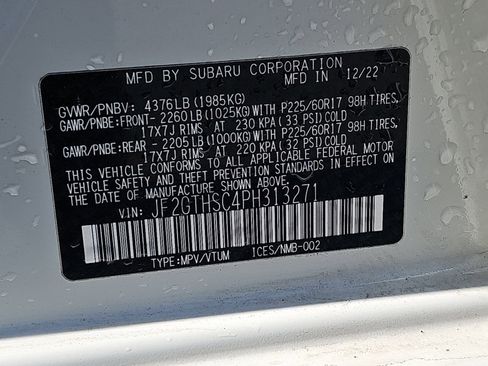 MFD BY SUBARU CORPORATION
MFD. IN 12/22
GVWR/PNBV: 4376LB (1985KG)
GAWR/PNBE:FRONT- 2260LB (1025KG)WITH P225/60R17 98H TIRES,
17X7J RIMS AT 230 KPA (33 PSI)COLD
GAWR/PNBE:REAR - 2205LB (1000KG)WITH P225/60R17 98H TIRES,
17X7J RIMS AT 220 KPA (32 PSI)COLD
THIS VEHICLE CONFORMS TO ALL APPLICABLE FEDERAL MOTOR
VEHICLE SAFETY AND THEFT PREVENTION STANDARDS IN EFFECT ON
THE DATE OF MANUFACTURE SHOWN ABOVE.
VIN: JF2GTHSC4PH313271
TYPE:MPV/VTUM ICES/NMB-002